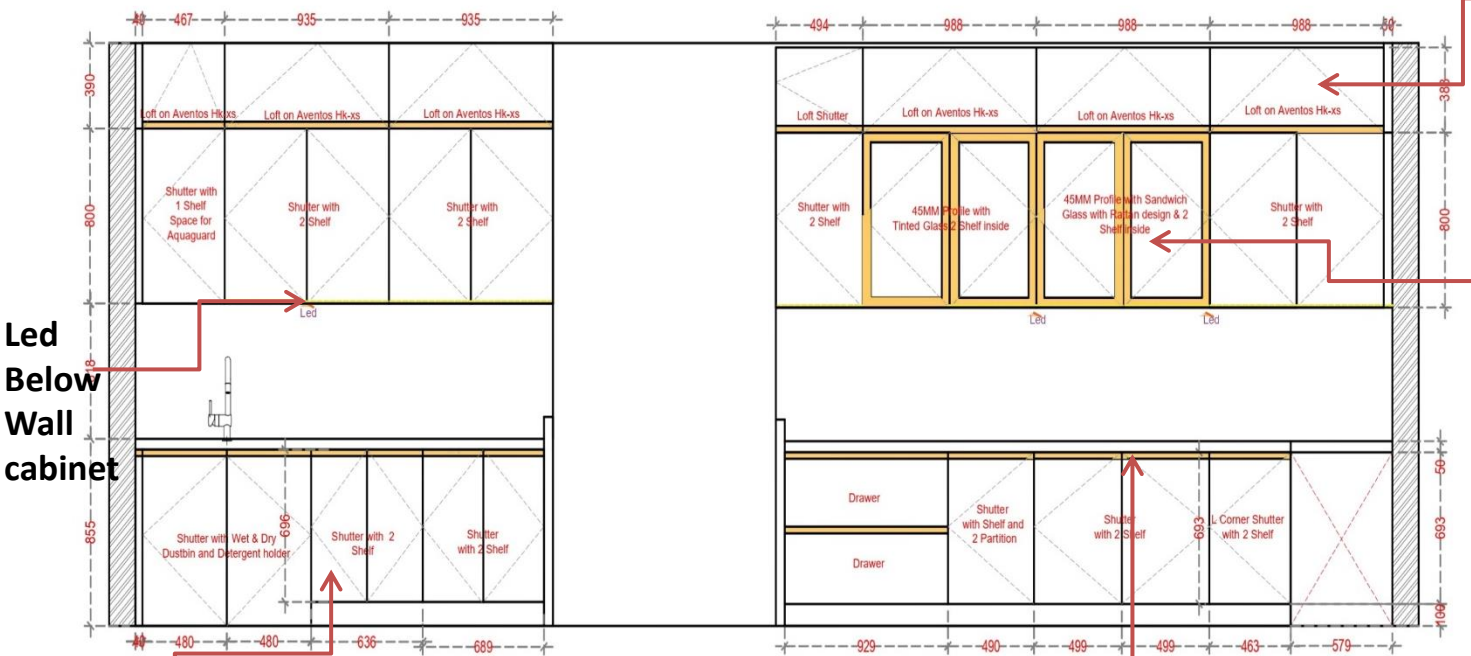 40 467 935 935
494 988 988 988 50
390
388
Loft on Aventos Hk-xs
Loft on Aventos Hk-xs
Loft on Aventos Hk-xs
Loft Shutter
Loft on Aventos Hk-xs
Loft on Aventos Hk-xs
Loft on Aventos Hk-xs
800
Shutter with
1 Shelf
Space for
Aquaguard
Shutter with
2 Shelf
Shutter with
2 Shelf
Shutter with
2 Shelf
45MM Profile with
Tinted Glass 2 Shelf inside
45MM Profile with Sandwich
Glass with Rattan design & 2
Shelf inside
Shutter with
2 Shelf
800
Led
Led
Led
Led
Below
Wall
cabinet
855
Shutter with Wet & Dry
Dustbin and Detergent holder
696
Shutter with 2
Shelf
Shutter
with 2 Shelf
Drawer
Drawer
Shutter
with Shelf and
2 Partition
Shutter
with 2 Shelf
693
L Corner Shutter
with 2 Shelf
50
693
100
40 480 480 636 689
929 490 499 499 463 579